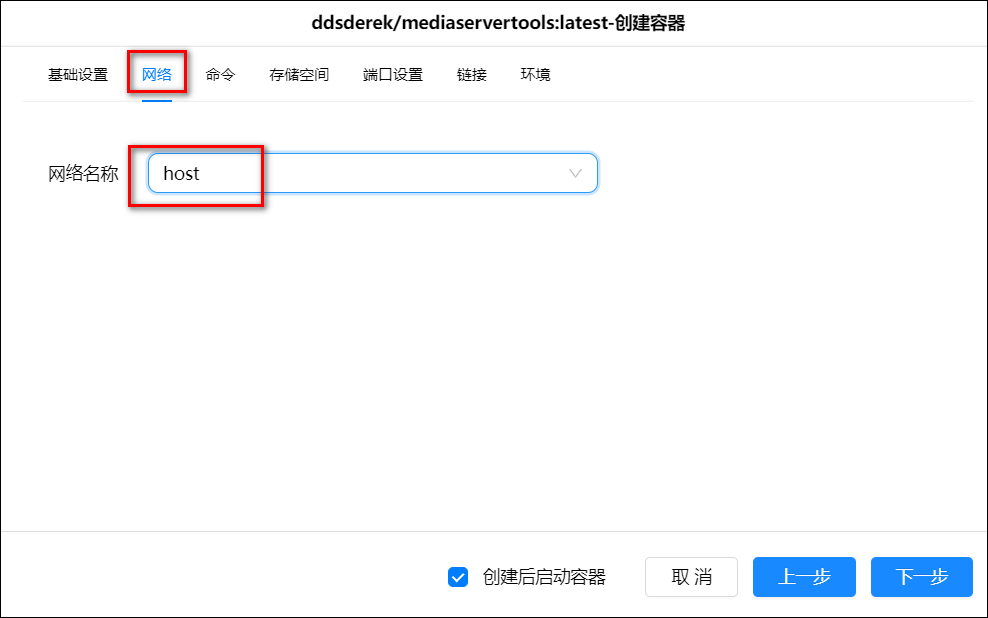 ddsderek/mediaservertools:latest-创建容器
基础设置 网络 命令 存储空间 端口设置 链接 环境
网络名称 host
创建后启动容器 取消 上一步 下一步